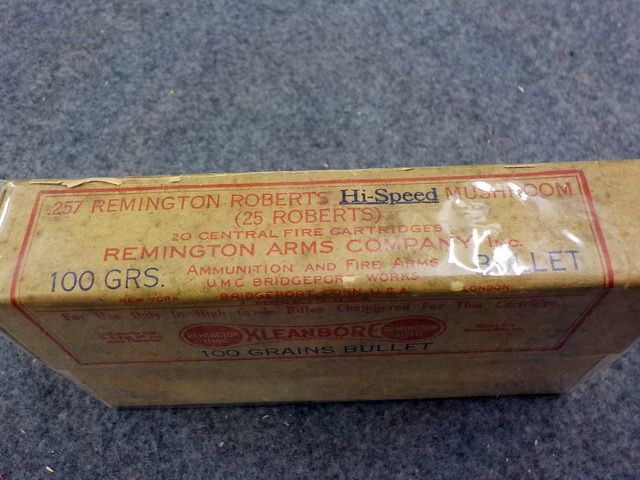 .257 REMINGTON ROBERTS Hi-Speed MUSHROOM
(25 ROBERTS)
20 CENTRAL FIRE CARTRIDGES
REMINGTON ARMS COMPANY, INC.
100 GRS. AMMUNITION AND FIRE ARMS BULLET
U M C BRIDGEPORT WORKS
NEW YORK BRIDGEPORT, CONN. U.S.A. LONDON
For Use Only In High Grade Rifles Chambered For This Cartridge.
REMINGTON UMC KLEANBORE REMINGTON UMC
100 GRAINS BULLET